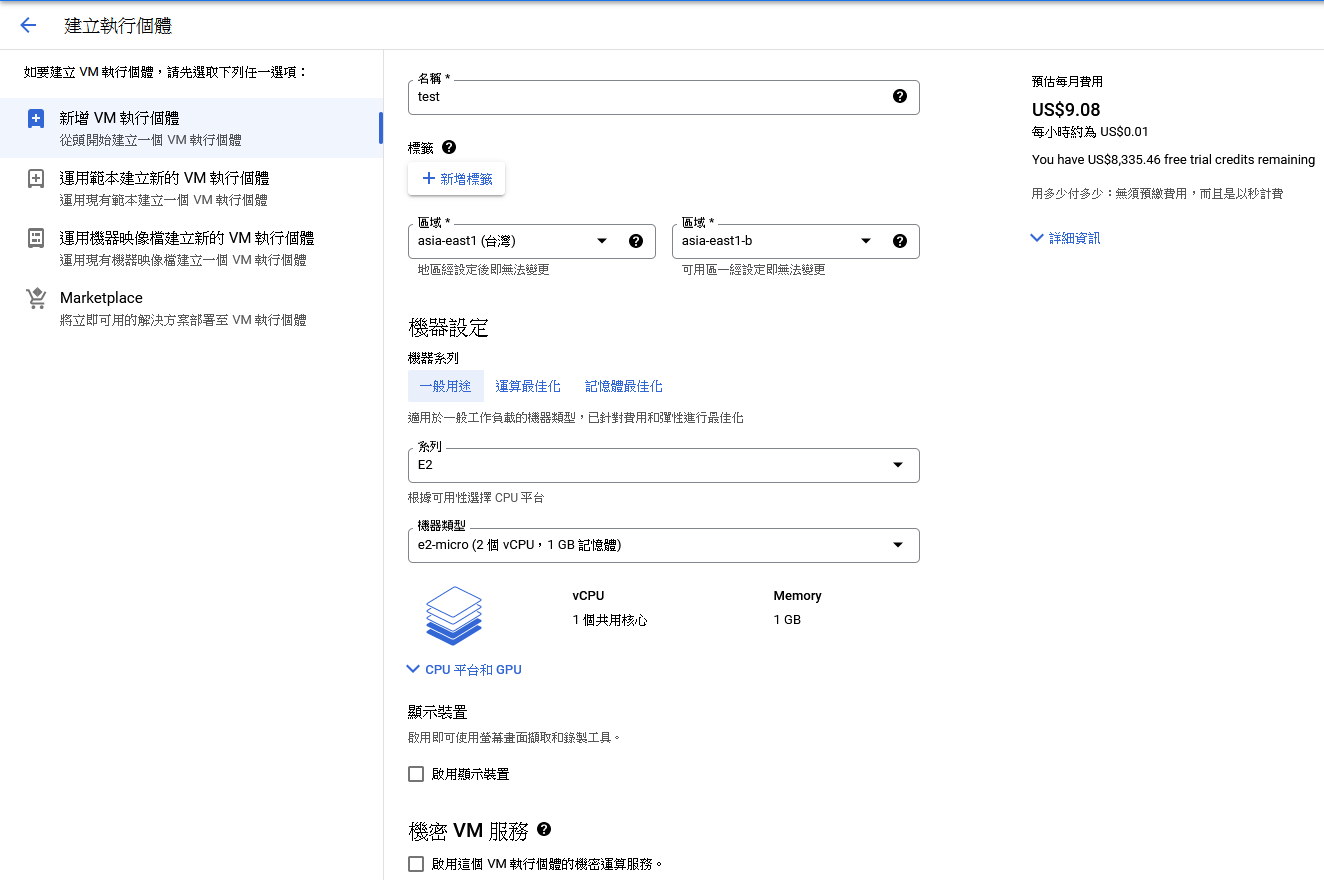 建立執行個體
如要建立 VM 執行個體，請先選取下列任一選項：
新增 VM 執行個體
從頭開始建立一個 VM 執行個體
運用範本建立新的 VM 執行個體
運用現有範本建立一個 VM 執行個體
運用機器映像檔建立新的 VM 執行個體
運用現有機器映像檔建立一個 VM 執行個體
Marketplace
將立即可用的解決方案部署至 VM 執行個體
名稱 *
test
標籤
新增標籤
區域 *
asia-east1 (台灣)
地區經設定後即無法變更
區域 *
asia-east1-b
可用區一經設定即無法變更
機器設定
機器系列
一般用途 運算最佳化 記憶體最佳化
適用於一般工作負載的機器類型，已針對費用和彈性進行最佳化
系列
E2
根據可用性選擇 CPU 平台
機器類型
e2-micro (2 個 vCPU，1 GB 記憶體)
vCPU
1 個共用核心
Memory
1 GB
CPU 平台和 GPU
顯示裝置
啟用即可使用螢幕畫面擷取和錄製工具。
啟用顯示裝置
機密 VM 服務
啟用這個 VM 執行個體的機密運算服務。
預估每月費用
US$9.08
每小時約為 US$0.01
You have US$8,335.46 free trial credits remaining
用多少付多少：無須預繳費用，而且是以秒計費
詳細資訊